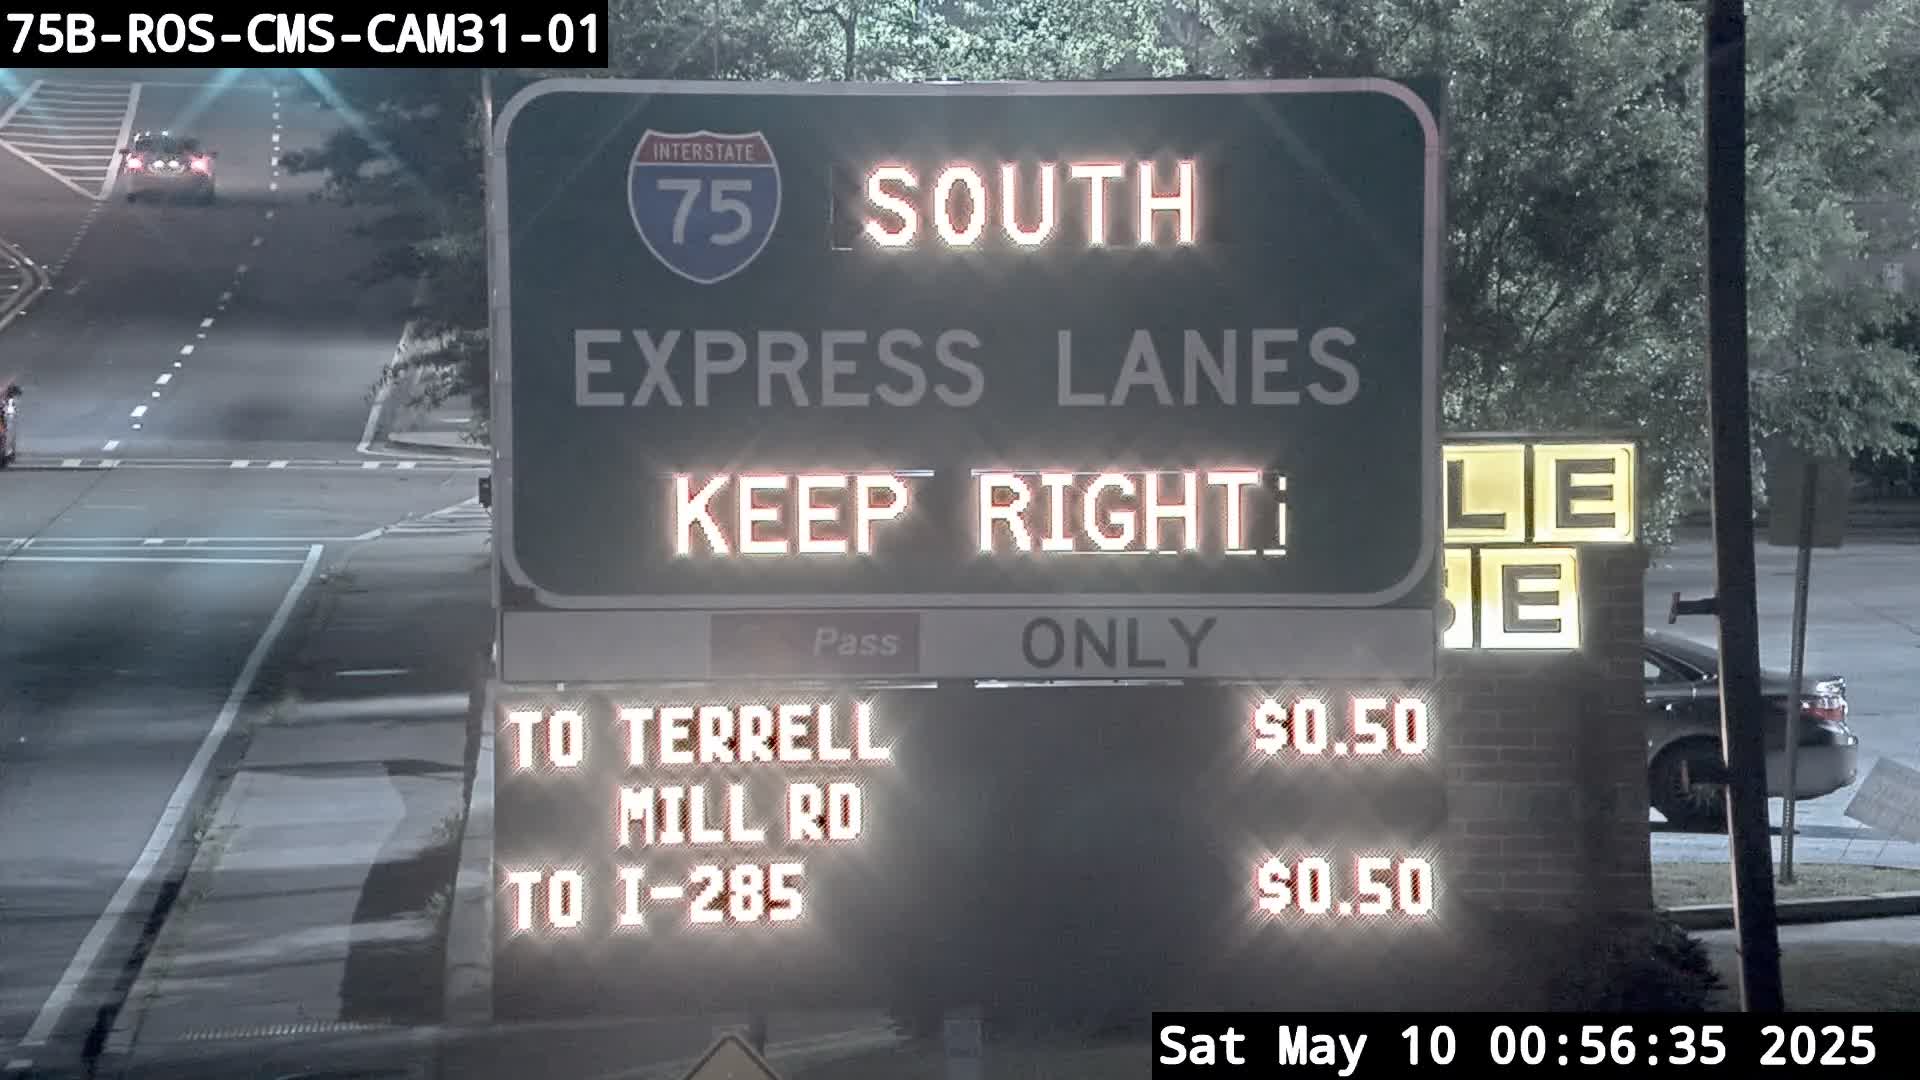 75B-ROS-CMS-CAM31-01
INTERSTATE
75
SOUTH
EXPRESS LANES
KEEP RIGHT
Pass ONLY
TO TERRELL $0.50
MILL RD
TO I-285 $0.50
LE
E
Sat May 10 00:56:35 2025